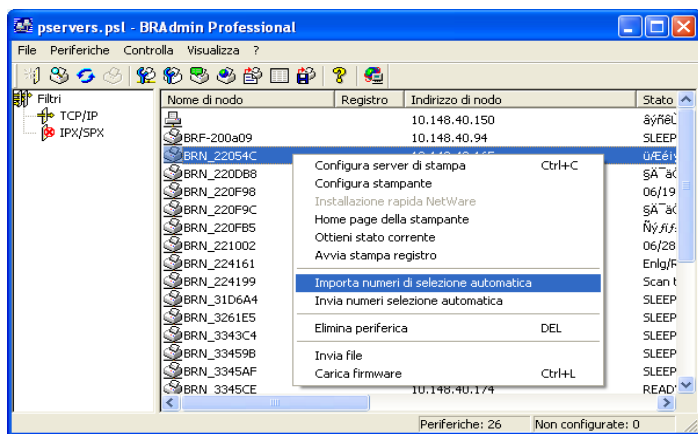 pservers.psl - BRAdmin Professional
File Periferiche Controlla Visualizza ?
Filtri
TCP/IP
IPX/SPX
Nome di nodo Registro Indirizzo di nodo Stato
10.148.40.150
BRF-200a09 10.148.40.94 SLEEP
BRN_22054C
BRN_220DB8
BRN_220F98 06/19
BRN_220F9C
BRN_220FB5
BRN_221002 06/28
BRN_224161 Enlg/R
BRN_224199 Scan t
BRN_31D6A4 SLEEP
BRN_3261E5 SLEEP
BRN_3343C4 SLEEP
BRN_33459B SLEEP
BRN_3345AF SLEEP
BRN_3345CE 10.148.40.174 READY
Configura server di stampa Ctrl+C
Configura stampante
Installazione rapida NetWare
Home page della stampante
Ottieni stato corrente
Avvia stampa registro
Importa numeri di selezione automatica
Invia numeri selezione automatica
Elimina periferica DEL
Invia file
Carica firmware Ctrl+L
Periferiche: 26 Non configurate: 0